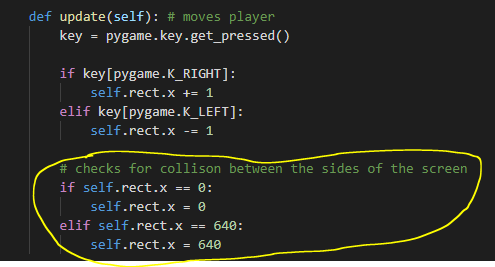 def update(self): # moves player
key = pygame.key.get_pressed()
if key[pygame.K_RIGHT]:
self.rect.x += 1
elif key[pygame.K_LEFT]:
self.rect.x -= 1
# checks for collison between the sides of the screen
if self.rect.x == 0:
self.rect.x = 0
elif self.rect.x == 640:
self.rect.x = 640